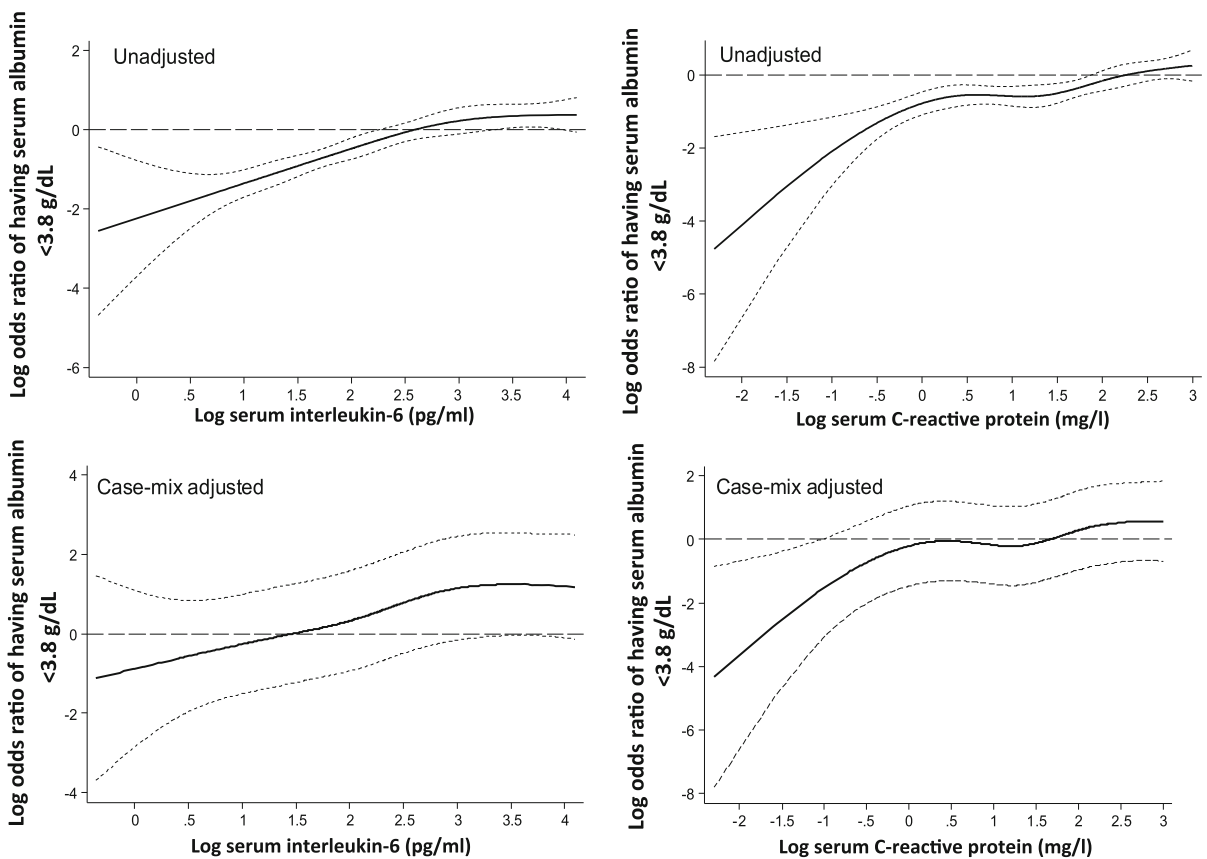 Log odds ratio of having serum albumin
<3.8 g/dL
Unadjusted
2
0
-2
-4
-6
0 .5 1 1.5 2 2.5 3 3.5 4
Log serum interleukin-6 (pg/ml)
Log odds ratio of having serum albumin
<3.8 g/dL
Unadjusted
0
-2
-4
-6
-8
-2 -1.5 -1 -.5 0 .5 1 1.5 2 2.5 3
Log serum C-reactive protein (mg/l)
Log odds ratio of having serum albumin
<3.8 g/dL
Case-mix adjusted
4
2
0
-2
-4
0 .5 1 1.5 2 2.5 3 3.5 4
Log serum interleukin-6 (pg/ml)
Log odds ratio of having serum albumin
<3.8 g/dL
Case-mix adjusted
2
0
-2
-4
-6
-8
-2 -1.5 -1 -.5 0 .5 1 1.5 2 2.5 3
Log serum C-reactive protein (mg/l)